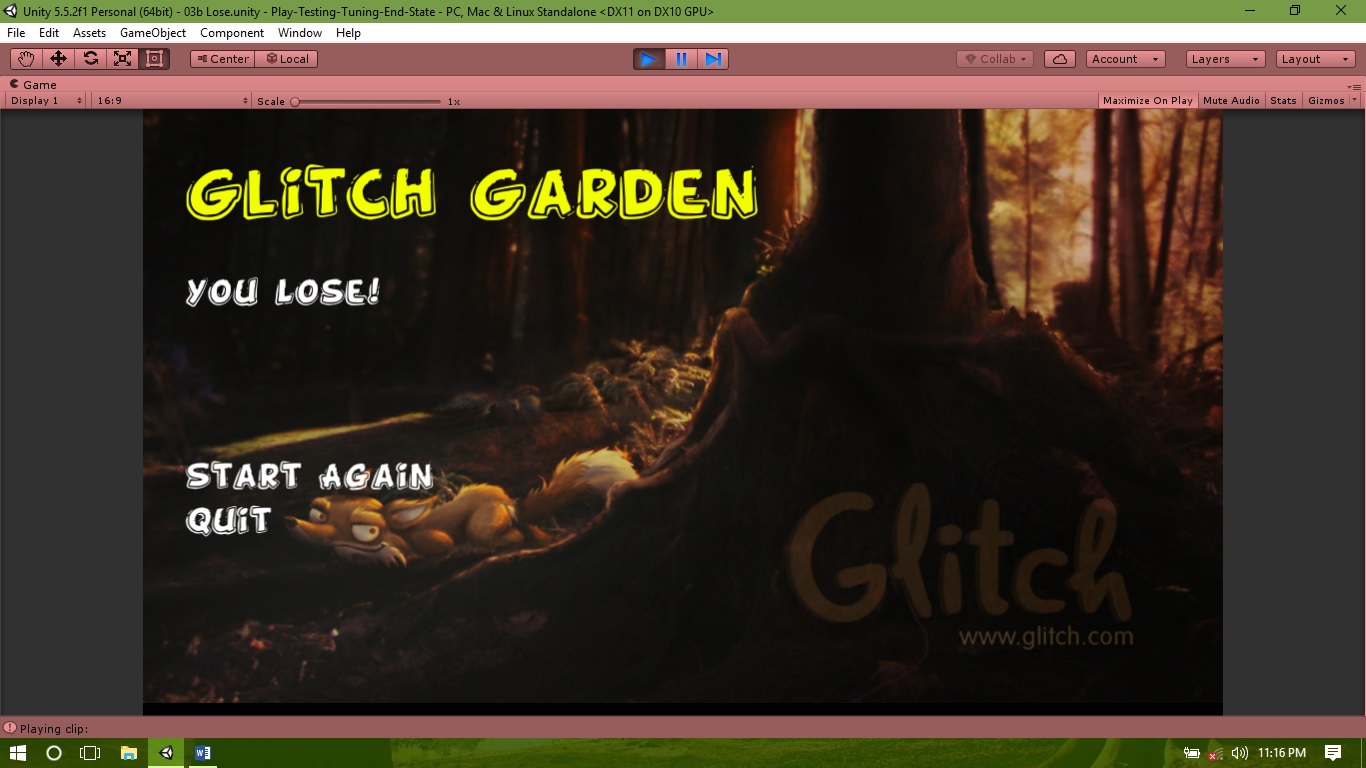 Unity 5.5.2f1 Personal (64bit) - 03b Lose.unity - Play-Testing-Tuning-End-State - PC, Mac & Linux Standalone <DX11 on DX10 GPU>
File Edit Assets GameObject Component Window Help
Center Local Collab Account Layers Layout
Game
Display 1 16:9 Scale 1x Maximize On Play Mute Audio Stats Gizmos
GLiTCH GARDEN
YOU LOSE!
START AGAiN
QUiT
Glitch
www.glitch.com
Playing clip:
11:16 PM